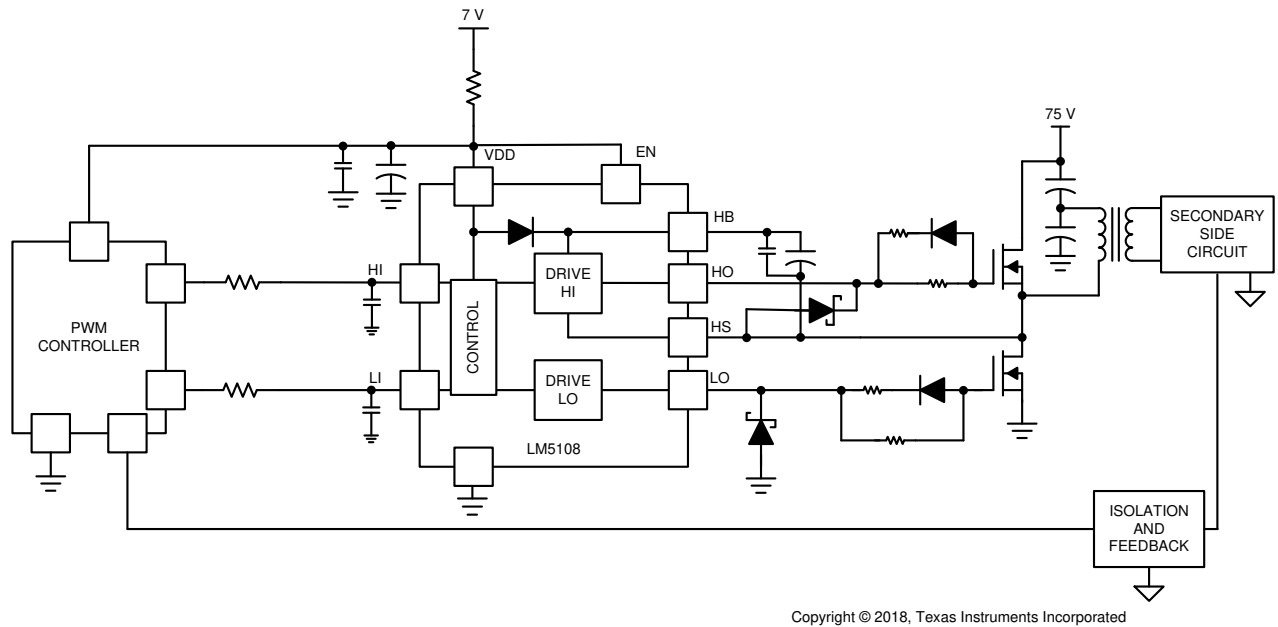 7 V
VDD
EN
75 V
HB
SECONDARY
SIDE
CIRCUIT
HI
DRIVE
HI
HO
PWM
CONTROLLER
CONTROL
HS
LI
DRIVE
LO
LO
LM5108
ISOLATION
AND
FEEDBACK
Copyright © 2018, Texas Instruments Incorporated